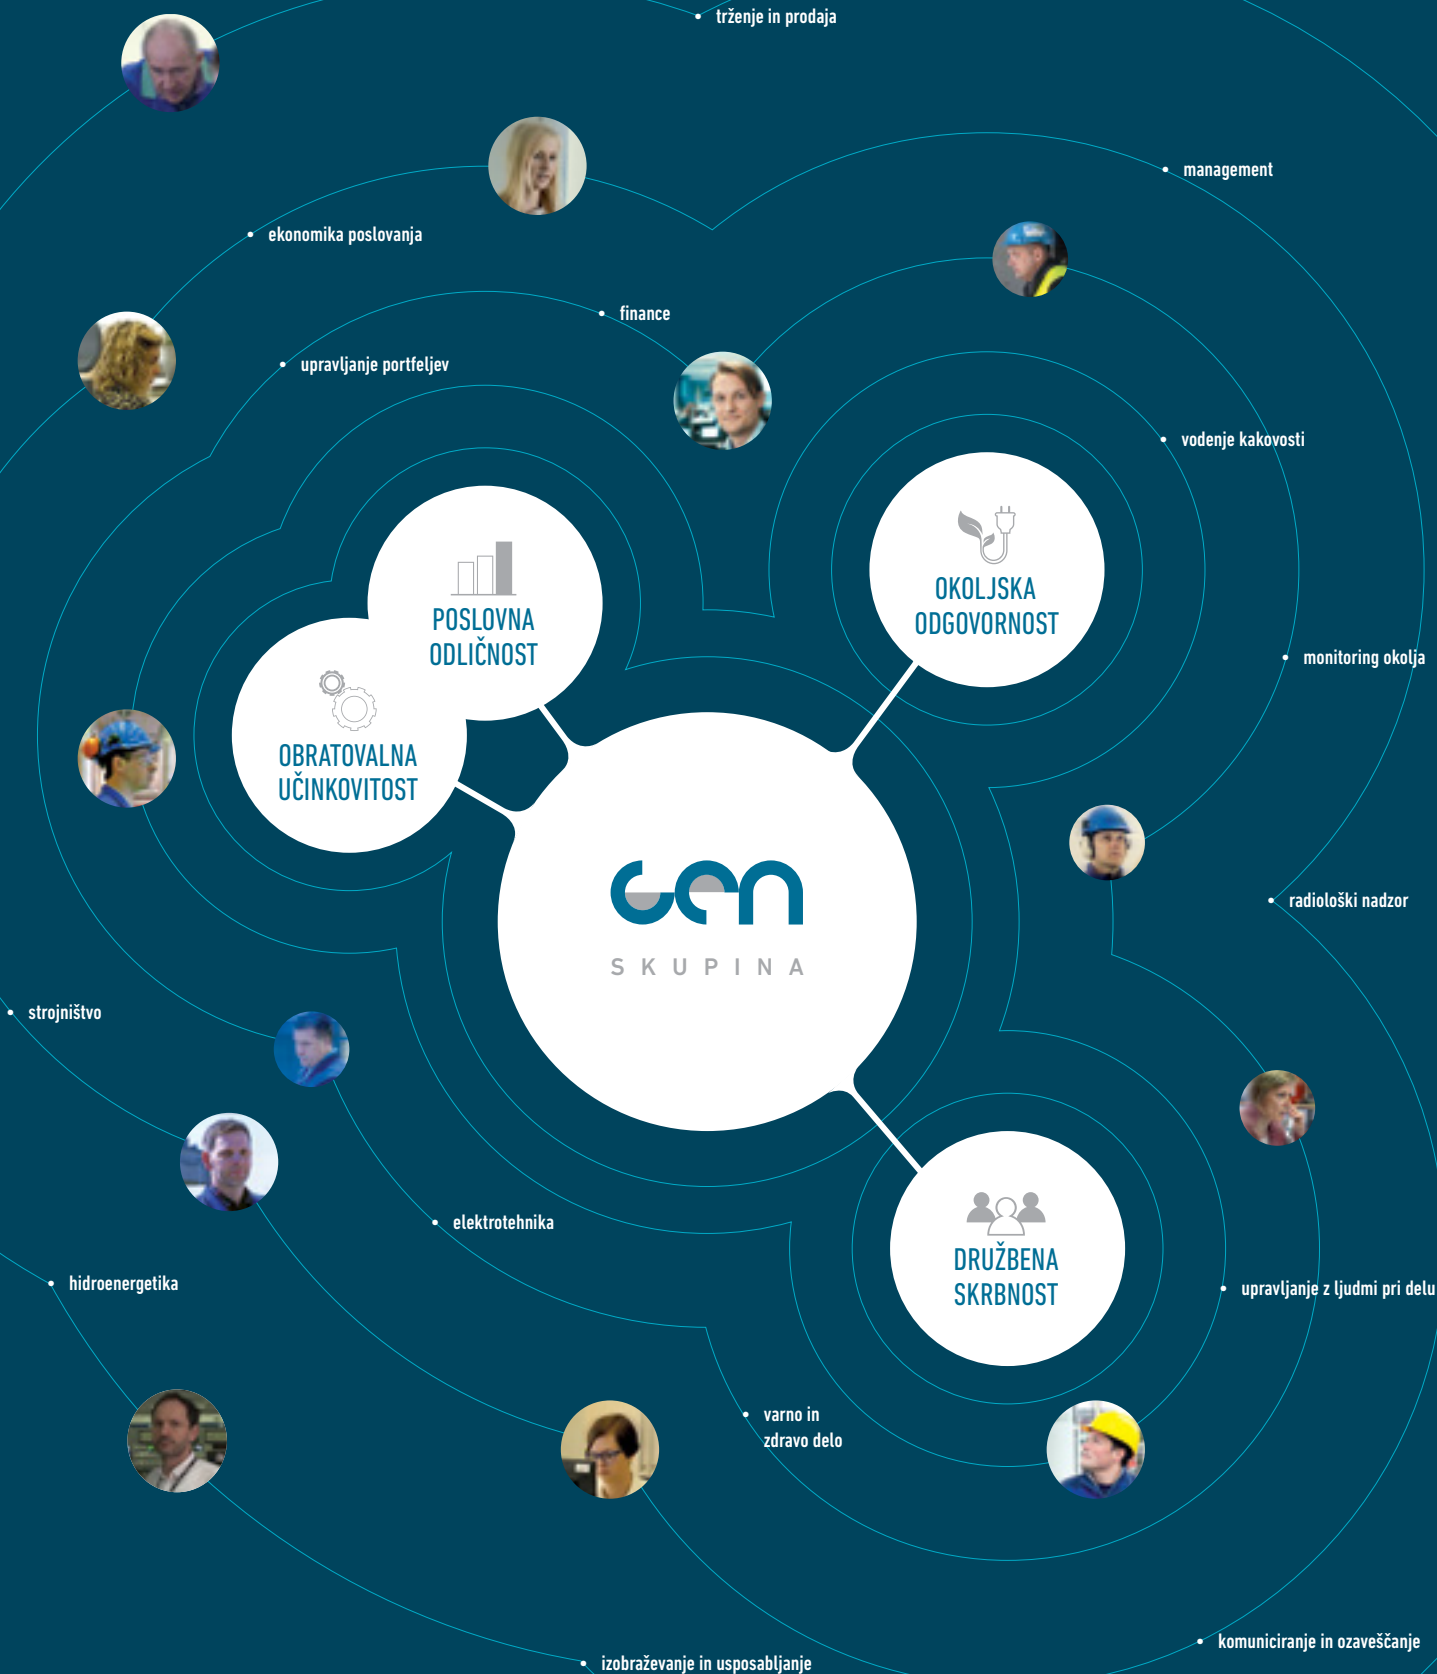 trženje in prodaja
management
ekonomika poslovanja
finance
upravljanje portfeljev
vodenje kakovosti
OKOLJSKA
ODGOVORNOST
POSLOVNA
ODLIČNOST
monitoring okolja
OBRATOVALNA
UČINKOVITOST
gen
SKUPINA
radiološki nadzor
strojništvo
elektrotehnika
DRUŽBENA
SKRBNOST
hidroenergetika
upravljanje z ljudmi pri delu
varno in
zdravo delo
komuniciranje in ozaveščanje
izobraževanje in usposabljanje